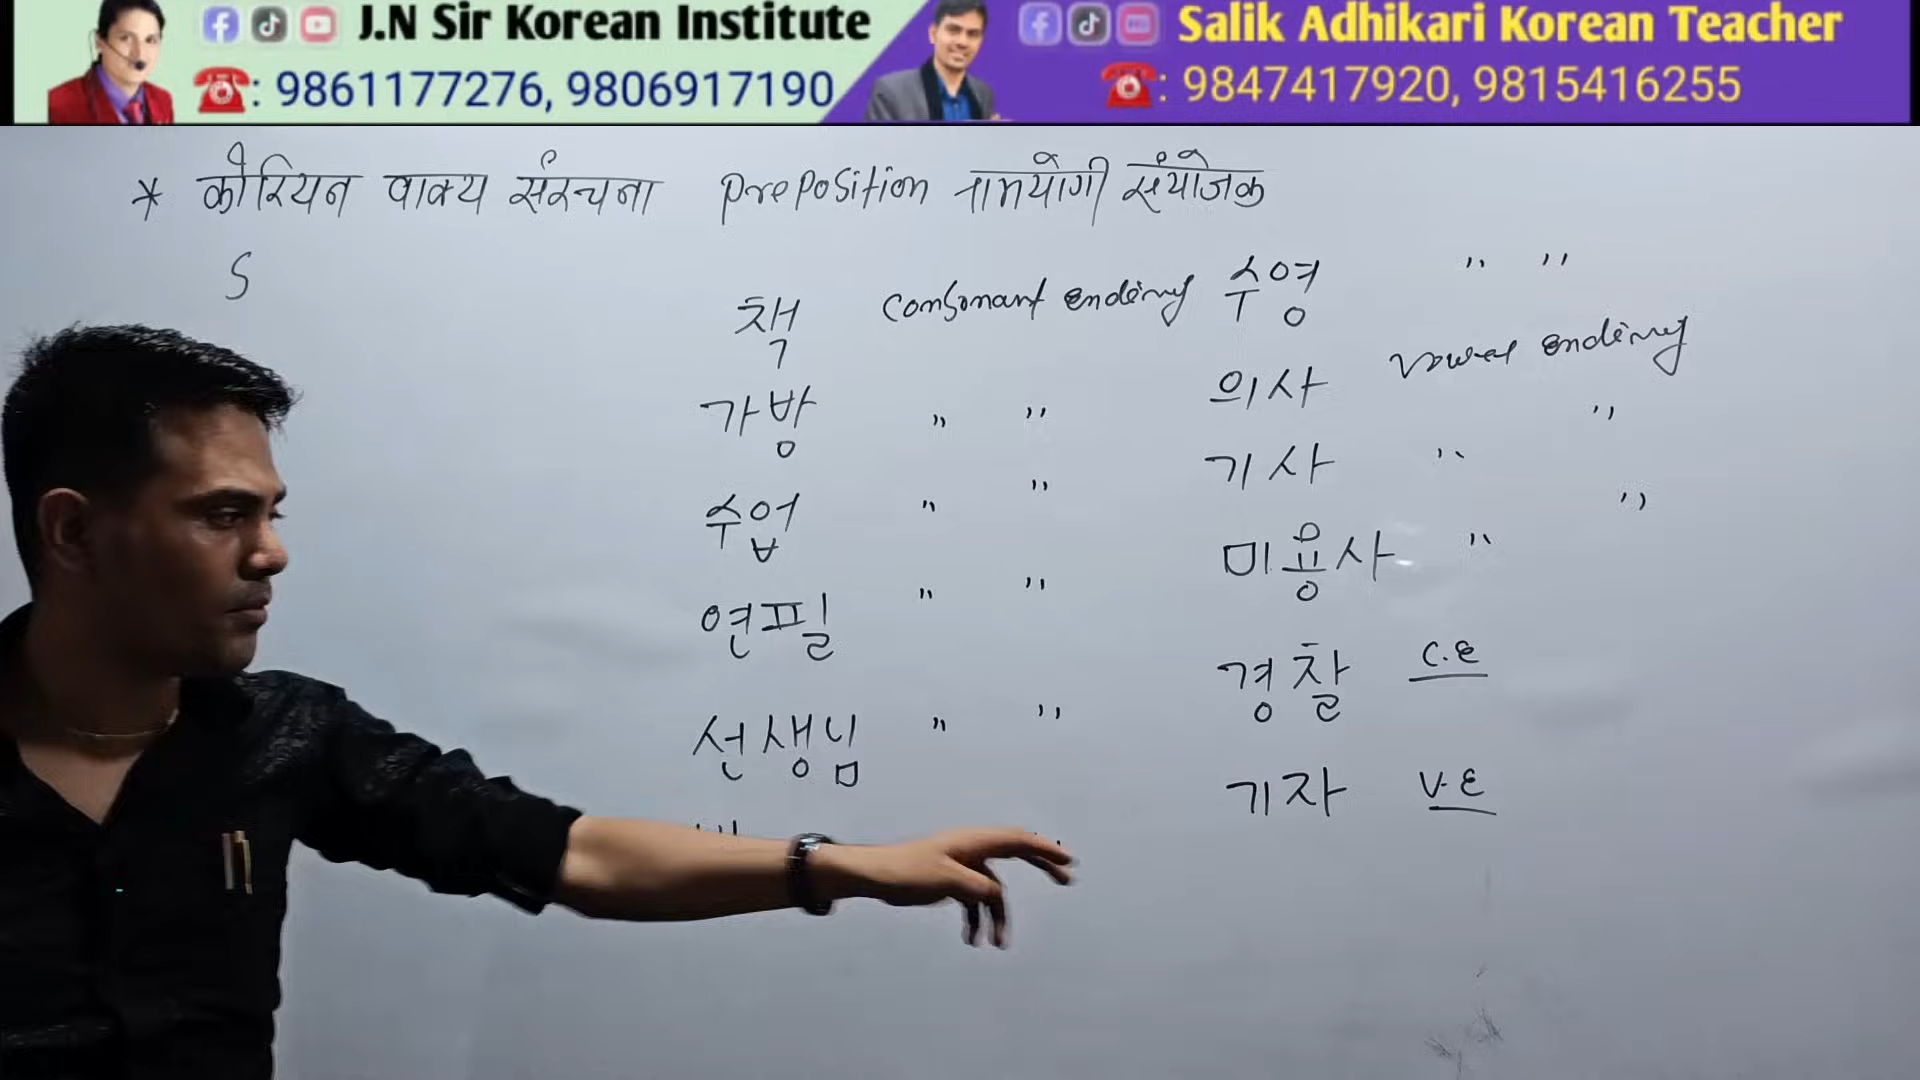 J.N Sir Korean Institute
: 9861177276, 9806917190
Salik Adhikari Korean Teacher
: 9847417920, 9815416255
* कोरियन वाक्य संरचना preposition नामयोगी संयोजक
S
책 Consonant ending
가방 " "
수업 " "
연필 " "
선생님 " "
수영 " "
의사 vowel ending
기사 " "
미용사 " "
경찰 C.E
기자 V.E